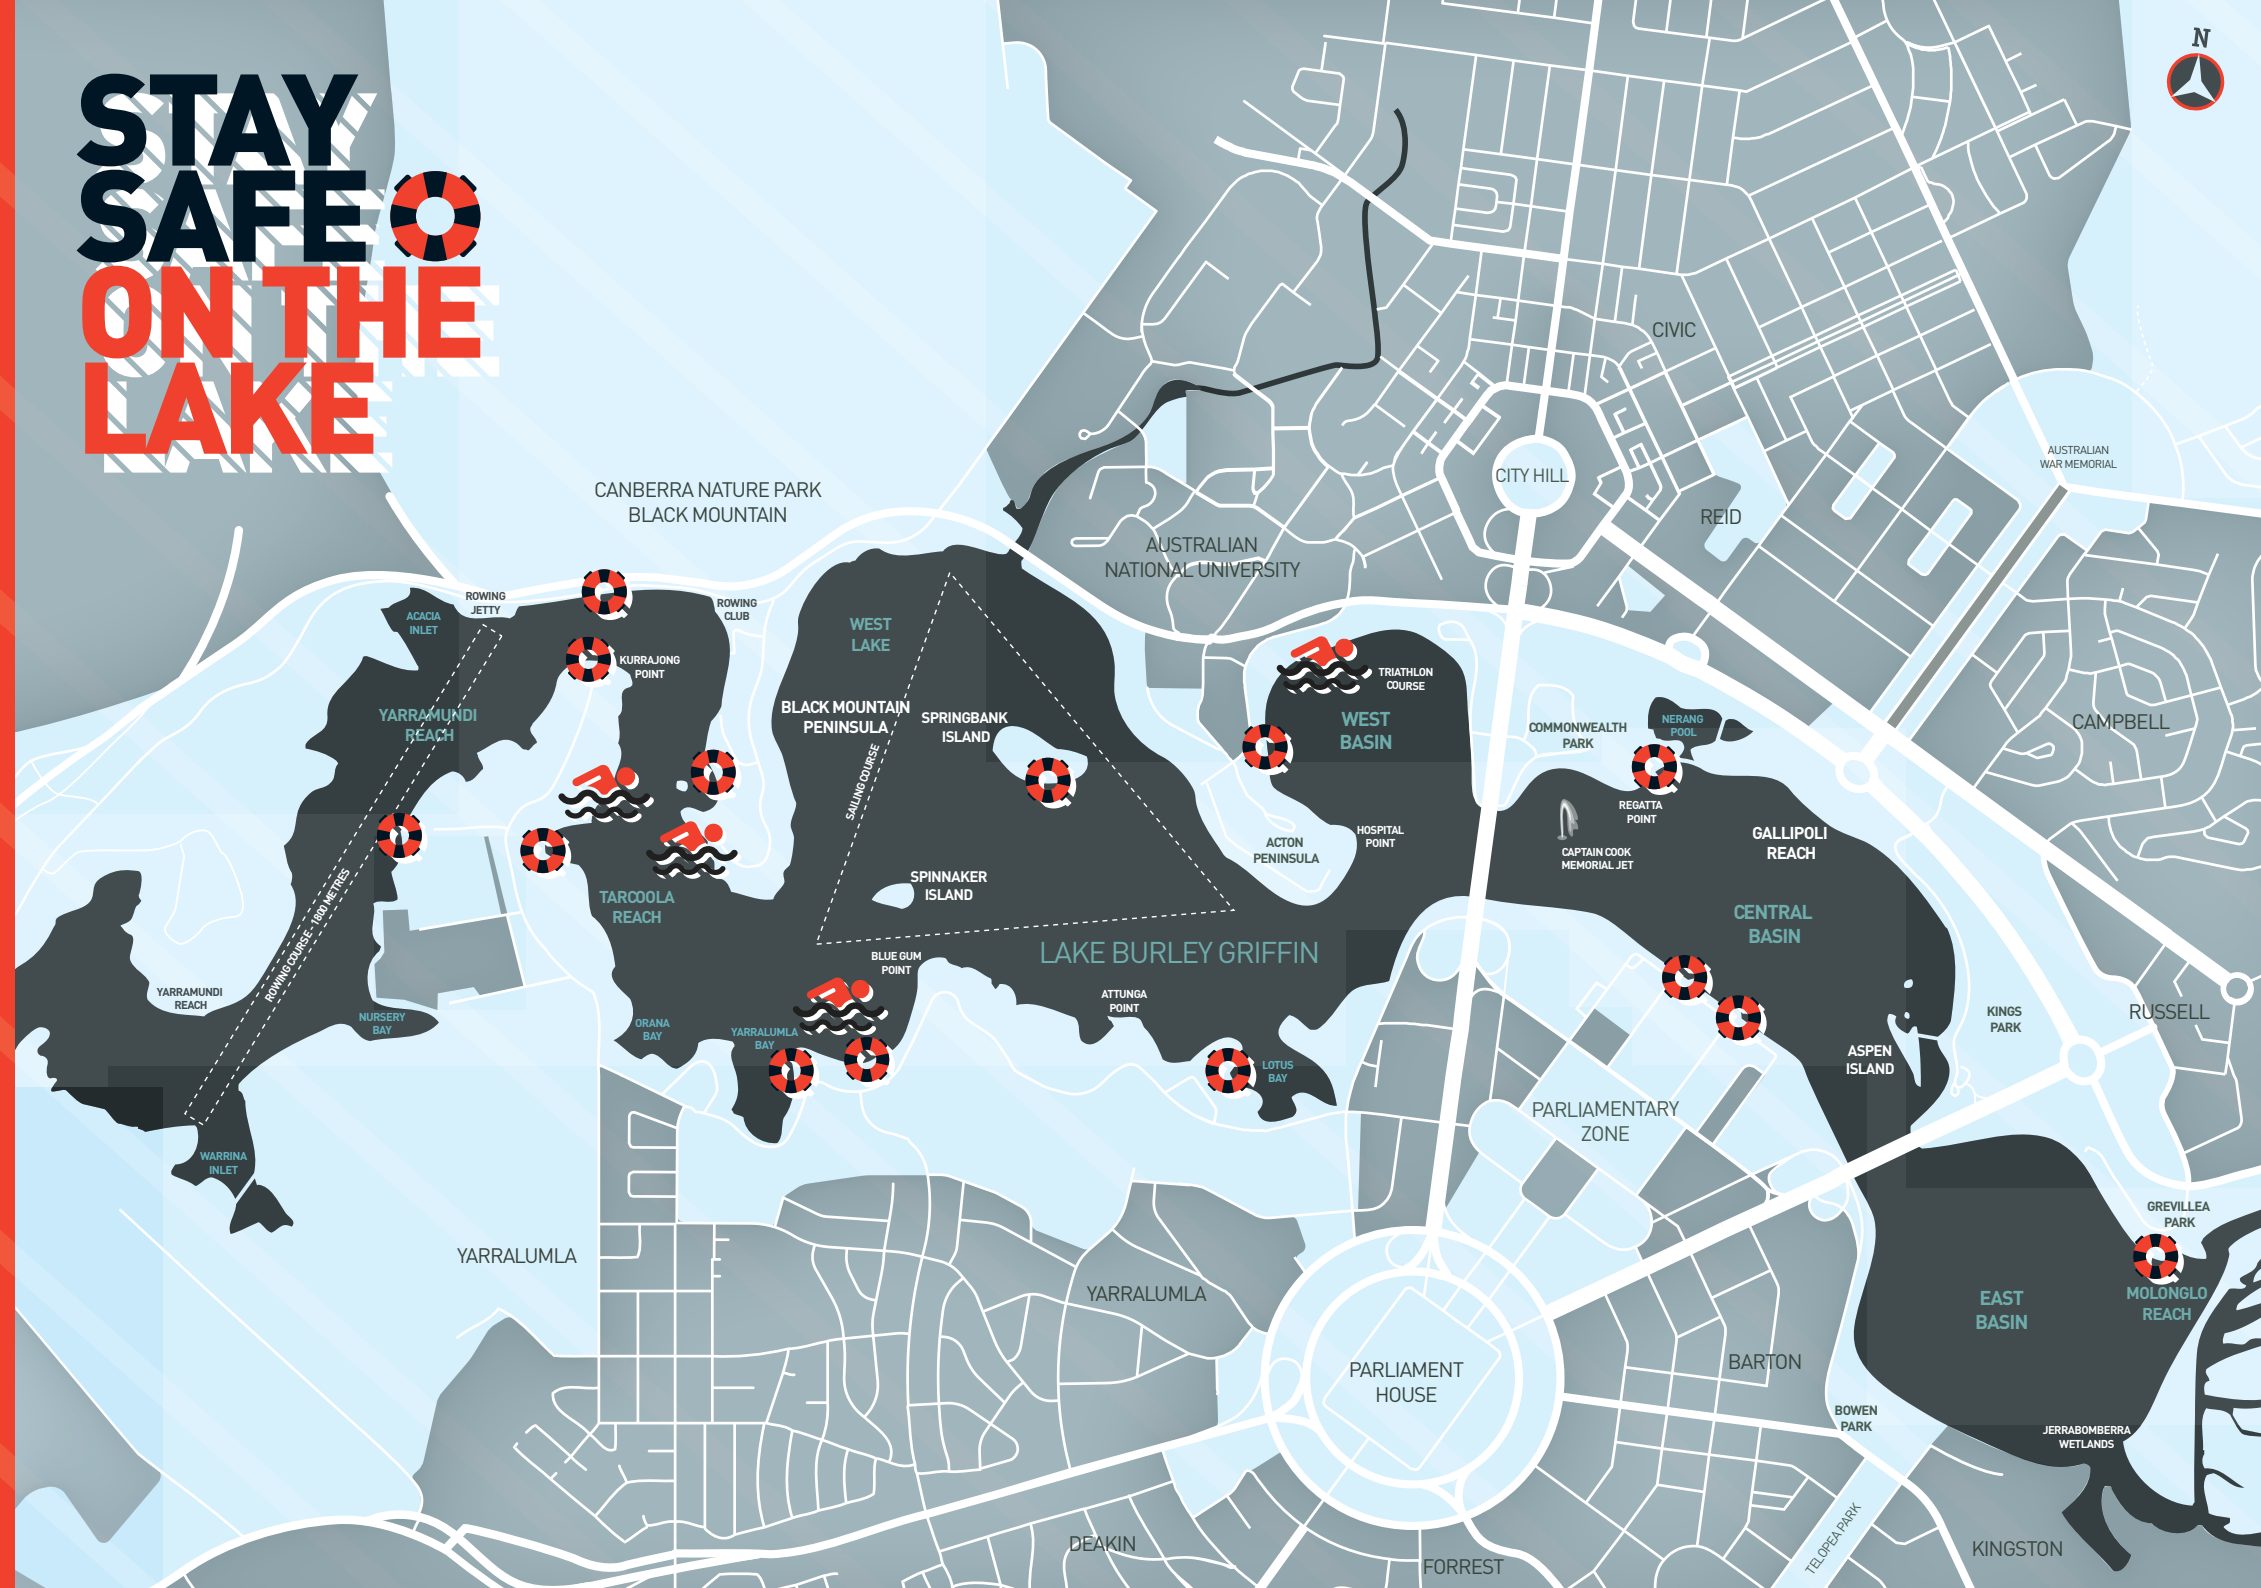 STAY
SAFE
ON THE
LAKE
N
CIVIC
AUSTRALIAN
WAR MEMORIAL
CITY HILL
CANBERRA NATURE PARK
BLACK MOUNTAIN
REID
AUSTRALIAN
NATIONAL UNIVERSITY
ROWING
JETTY
ACACIA
INLET
ROWING
CLUB
WEST
LAKE
KURRAJONG
POINT
TRIATHLON
COURSE
YARRAMUNDI
REACH
BLACK MOUNTAIN
PENINSULA
SPRINGBANK
ISLAND
WEST
BASIN
COMMONWEALTH
PARK
NERANG
POOL
CAMPBELL
SAILING COURSE
REGATTA
POINT
HOSPITAL
POINT
ACTON
PENINSULA
CAPTAIN COOK
MEMORIAL JET
GALLIPOLI
REACH
SPINNAKER
ISLAND
TARCOOLA
REACH
ROWING COURSE - 1800 METRES
CENTRAL
BASIN
LAKE BURLEY GRIFFIN
BLUE GUM
POINT
YARRAMUNDI
REACH
ATTUNGA
POINT
NURSERY
BAY
ORANA
BAY
YARRALUMLA
BAY
KINGS
PARK
RUSSELL
ASPEN
ISLAND
LOTUS
BAY
PARLIAMENTARY
ZONE
WARRINA
INLET
GREVILLEA
PARK
YARRALUMLA
YARRALUMLA
EAST
BASIN
MOLONGLO
REACH
PARLIAMENT
HOUSE
BARTON
BOWEN
PARK
JERRABOMBERRA
WETLANDS
TELOPEA PARK
DEAKIN
FORREST
KINGSTON